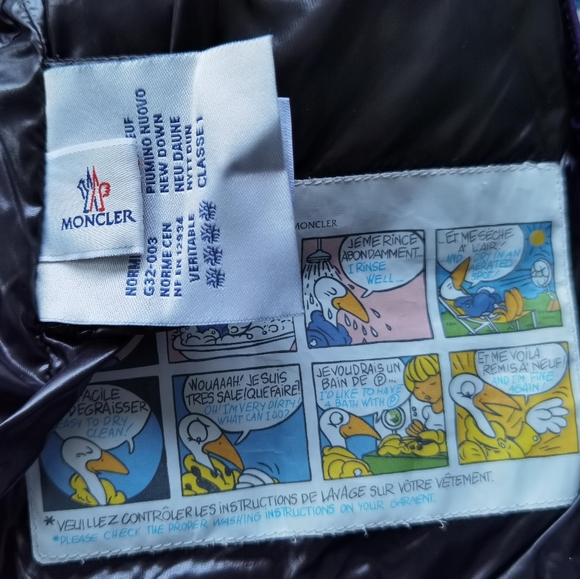 MONCLER
PIUMINO NUOVO
NEW DOWN
NEU DAUNE
CLASSE 1
G32-003
NORME CEN
NF EN 12934
VERITABLE
MONCLER
JE ME RINCE
ABONDAMMENT...
I RINSE
WELL...
...ET ME SECHE
A L'AIR!
FACILE
DEGRAISSER
EASY TO DRY
CLEAN!
WOUAAAH! JE SUIS
TRES SALE! QUE FAIRE?
OH! I'M VERY DIRTY!
WHAT CAN I DO?
JE VOUDRAIS UN
BAIN DE Ⓟ...
I'D LIKE TO HAVE
A BATH WITH Ⓟ...
ET ME VOILA
REMIS A NEUF!
AND I'M FINE
AGAIN!
* VEUILLEZ CONTRÔLER LES INSTRUCTIONS DE LAVAGE SUR VÔTRE VÊTEMENT.
*PLEASE CHECK THE PROPER WASHING INSTRUCTIONS ON YOUR GARMENT.